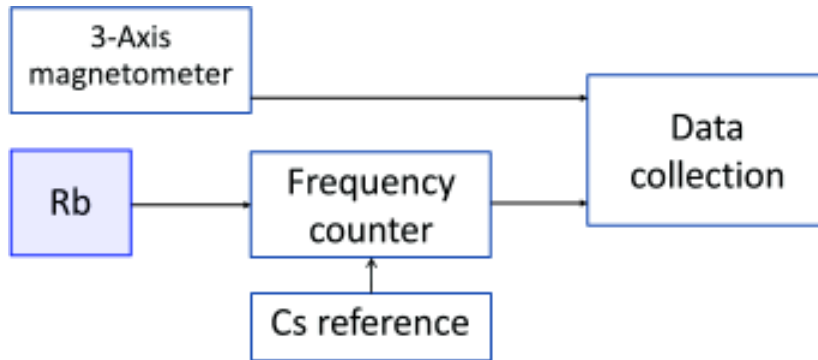 3-Axis
magnetometer
Data
collection
Rb
Frequency
counter
Cs reference